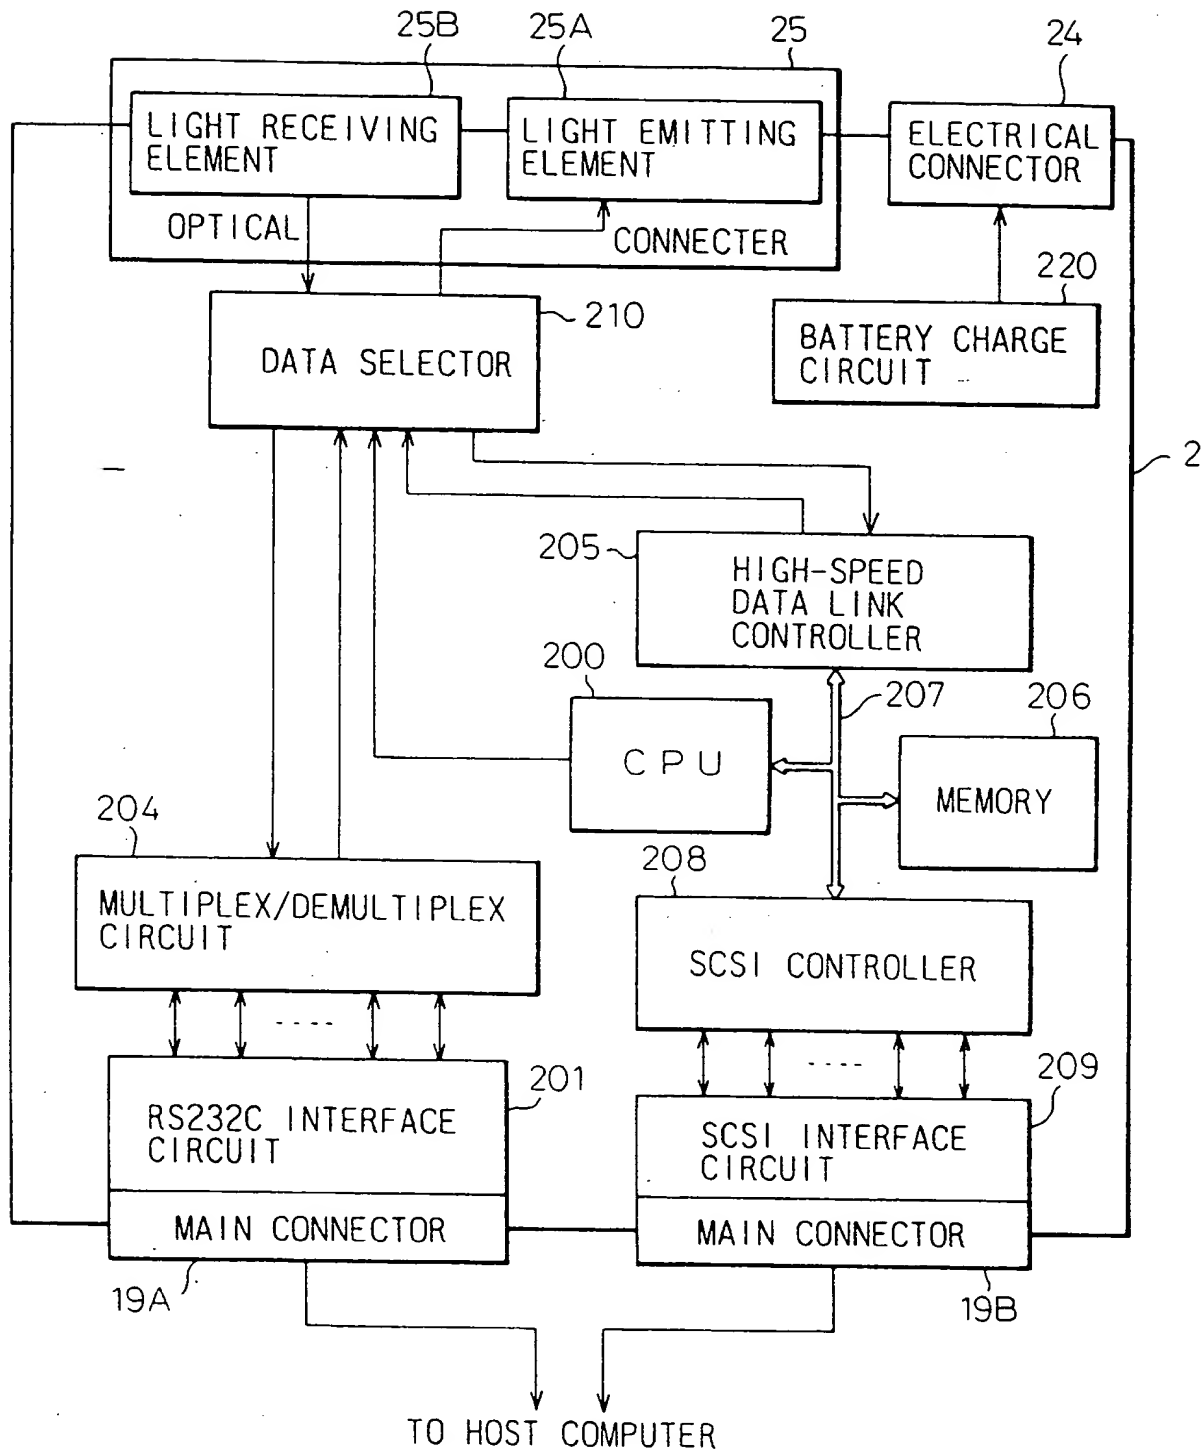 25B
25A
25
24
LIGHT RECEIVING
ELEMENT
LIGHT EMITTING
ELEMENT
ELECTRICAL
CONNECTOR
OPTICAL
CONNECTER
220
210
BATTERY CHARGE
CIRCUIT
DATA SELECTOR
2
205
HIGH-SPEED
DATA LINK
CONTROLLER
200
207
206
CPU
MEMORY
204
208
MULTIPLEX/DEMULTIPLEX
CIRCUIT
SCSI CONTROLLER
201
209
RS232C INTERFACE
CIRCUIT
SCSI INTERFACE
CIRCUIT
MAIN CONNECTOR
MAIN CONNECTOR
19A
19B
TO HOST COMPUTER